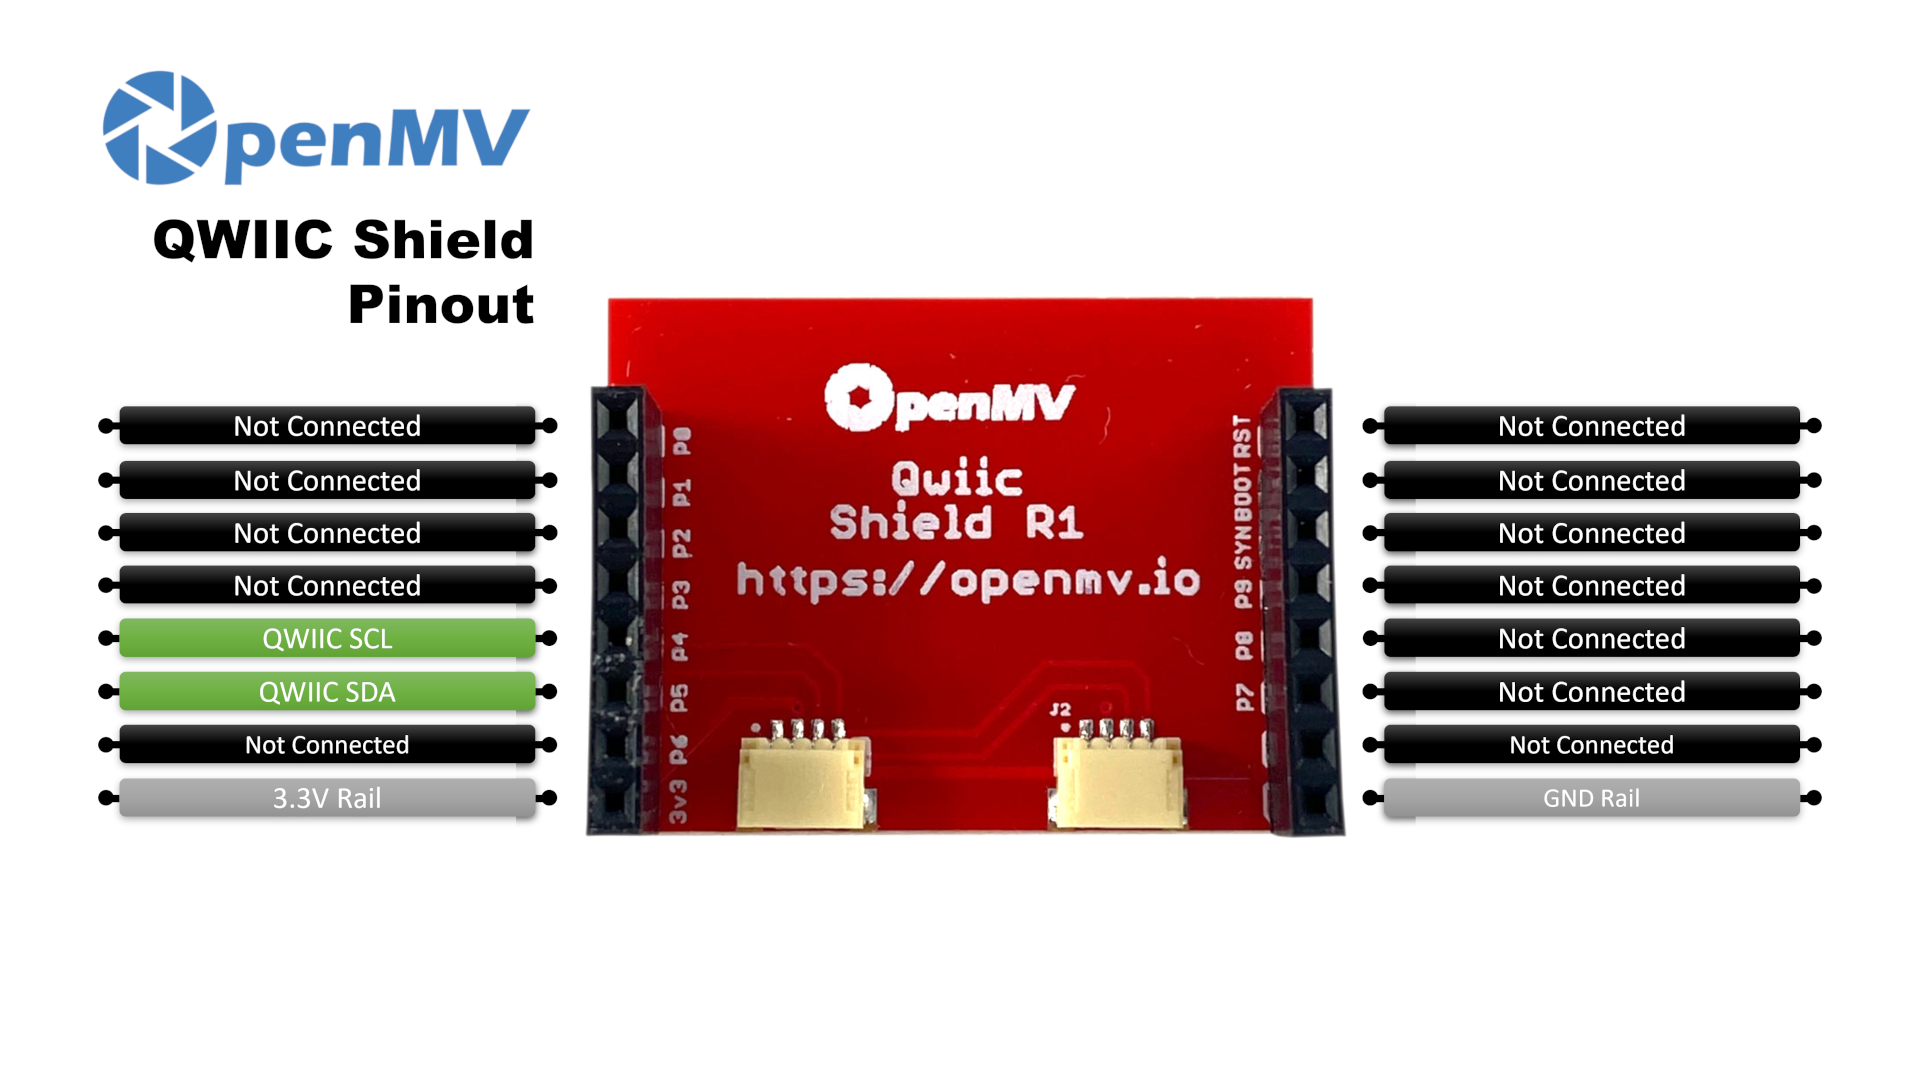 OpenMV
QWIIC Shield
Pinout
Not Connected
Not Connected
Not Connected
Not Connected
QWIIC SCL
QWIIC SDA
Not Connected
3.3V Rail
OpenMV
Qwiic
Shield R1
https://openmv.io
P0
P1
P2
P3
P4
P5
P6
3v3
J2
RST
BOOT
SYN
P9
P8
P7
Not Connected
Not Connected
Not Connected
Not Connected
Not Connected
Not Connected
Not Connected
GND Rail